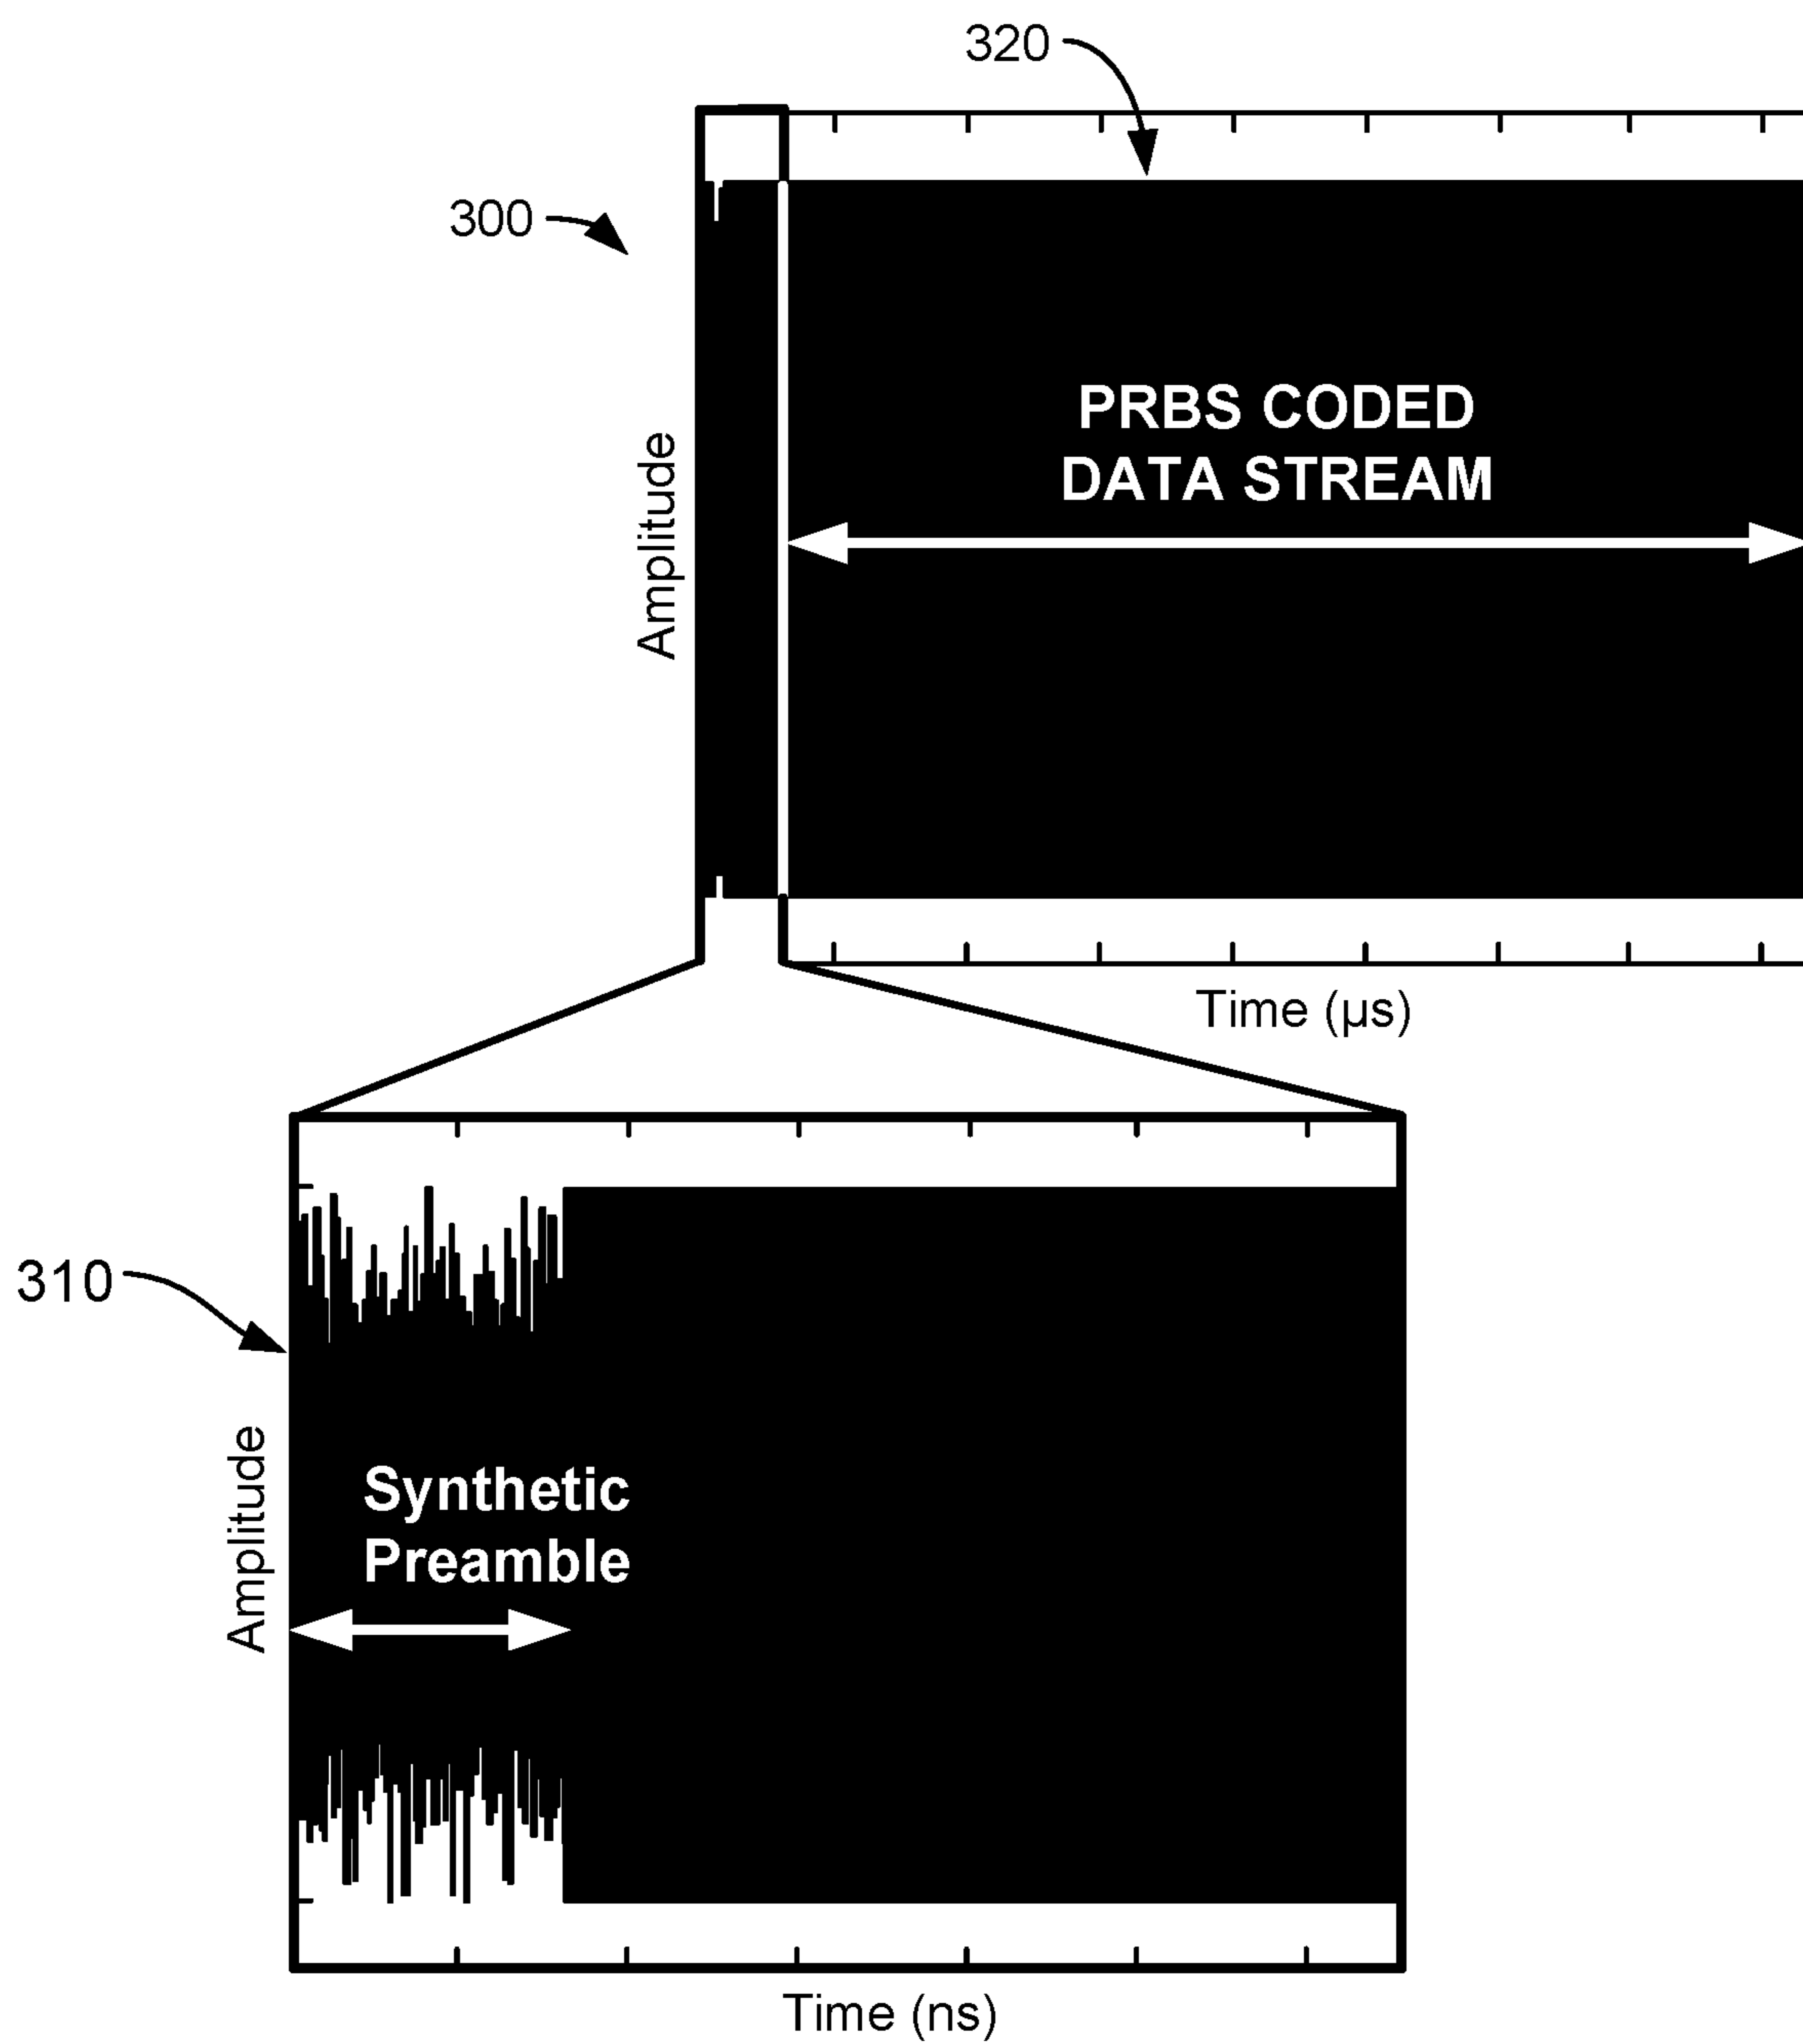 320
300
Amplitude
PRBS CODED
DATA STREAM
Time (µs)
310
Amplitude
Synthetic
Preamble
Time (ns)